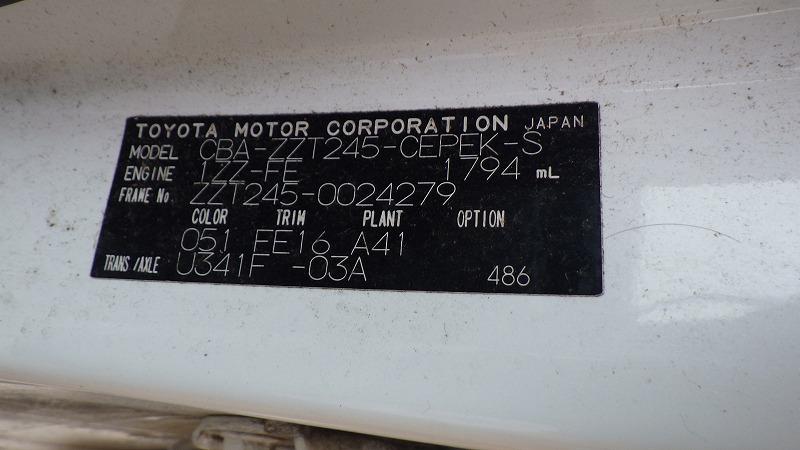 TOYOTA MOTOR CORPORATION JAPAN
MODEL CBA-ZZT245-CEPEK-S
ENGINE 1ZZ-FE 1794 mL
FRAME No ZZT245-0024279
COLOR TRIM PLANT OPTION
051 FE16 A41
TRANS/AXLE U341F -03A 486